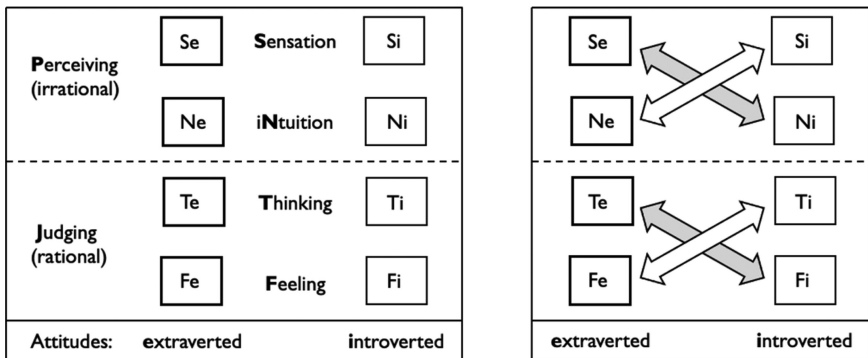 Se Sensation Si
Perceiving
(irrational)
Ne iNtuition Ni
Te Thinking Ti
Judging
(rational)
Fe Feeling Fi
Attitudes: extraverted introverted
Se Si
Ne Ni
Te Ti
Fe Fi
extraverted introverted